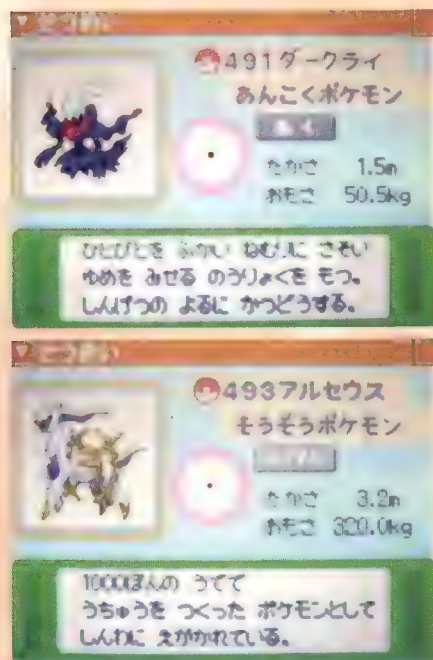 491ダークライ
あんこくポケモン
たかさ 1.5m
おもさ 50.5kg
ひとびとを ふかい ねむりに さそい
ゆめを みせる のうりょくを もつ。
しんげつの よるに かつどうする。
493アルセウス
そうぞうポケモン
たかさ 3.2m
おもさ 320.0kg
1000ぼんの うでで
うちゅうを つくった ポケモンとして
しんわに えがかれている。